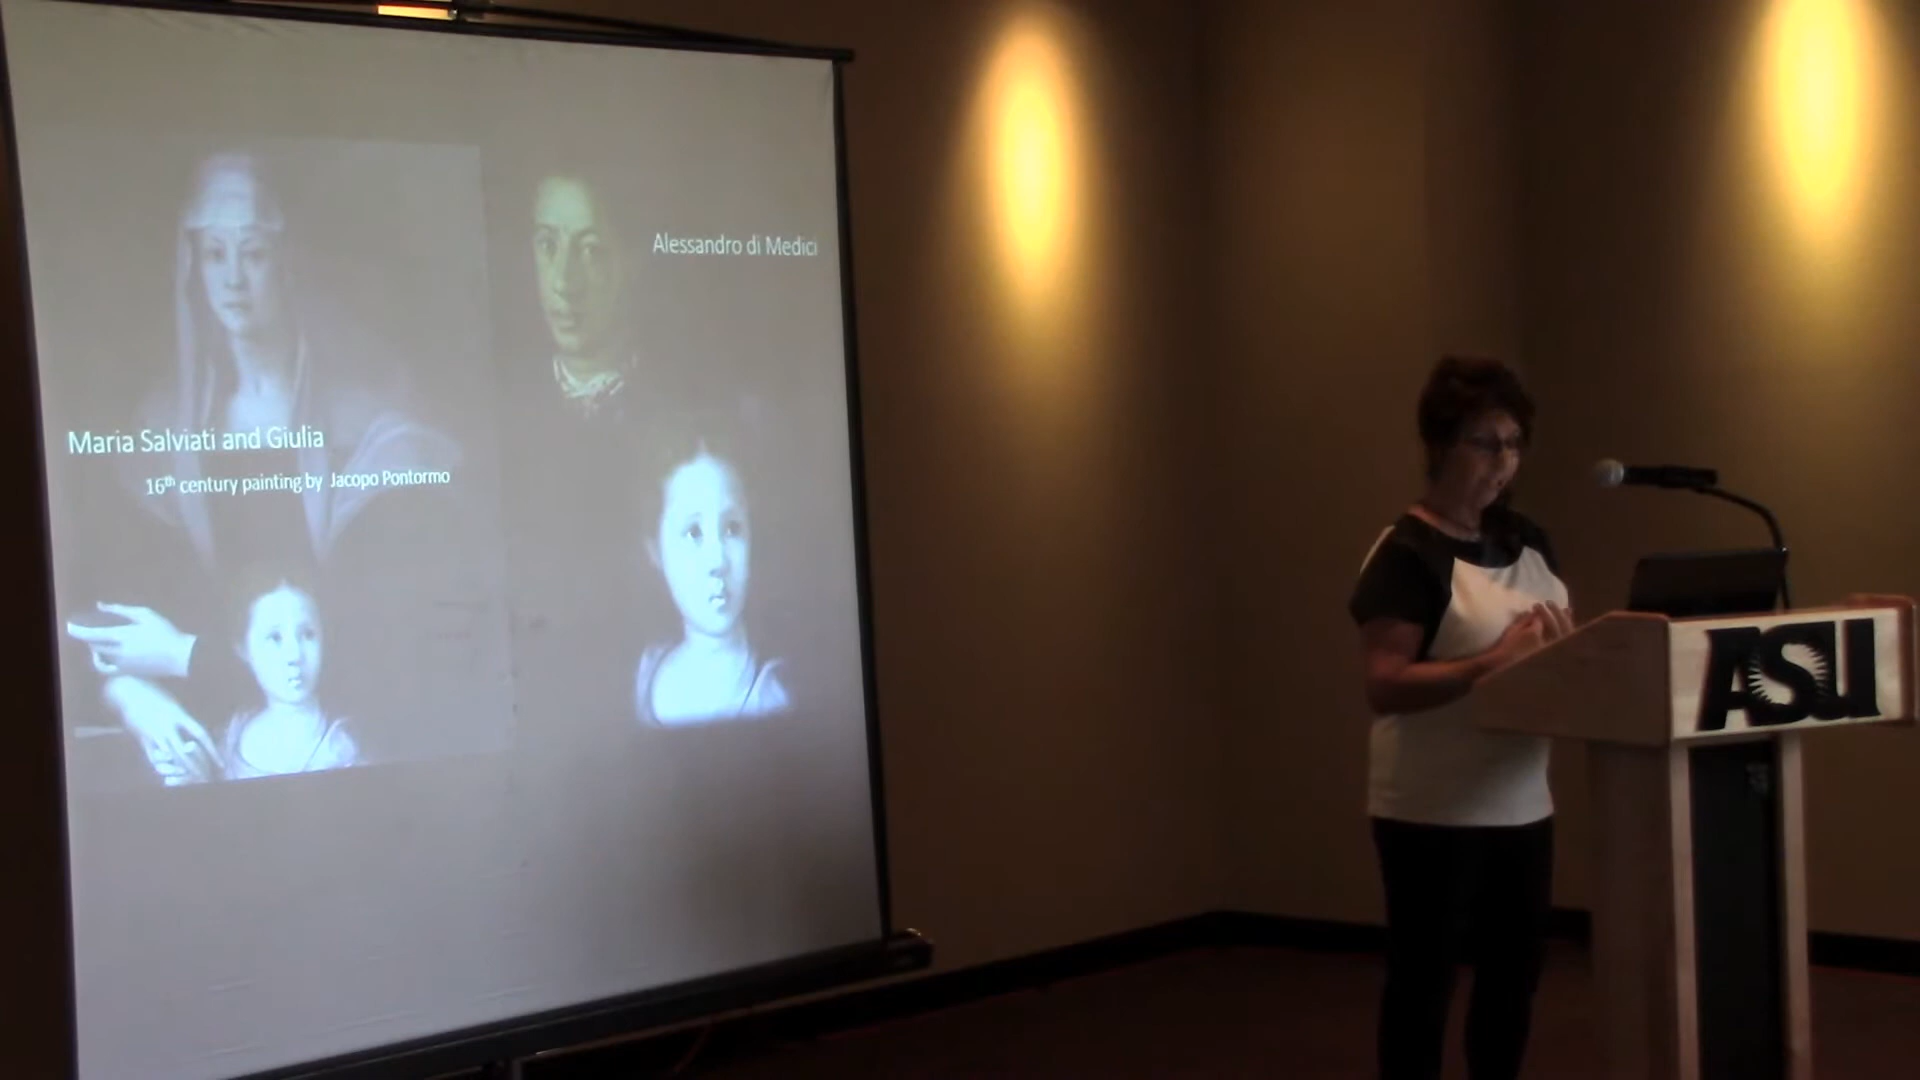 Alessandro di Medici
Maria Salviati and Giulia
16th century painting by Jacopo Pontormo
ASU